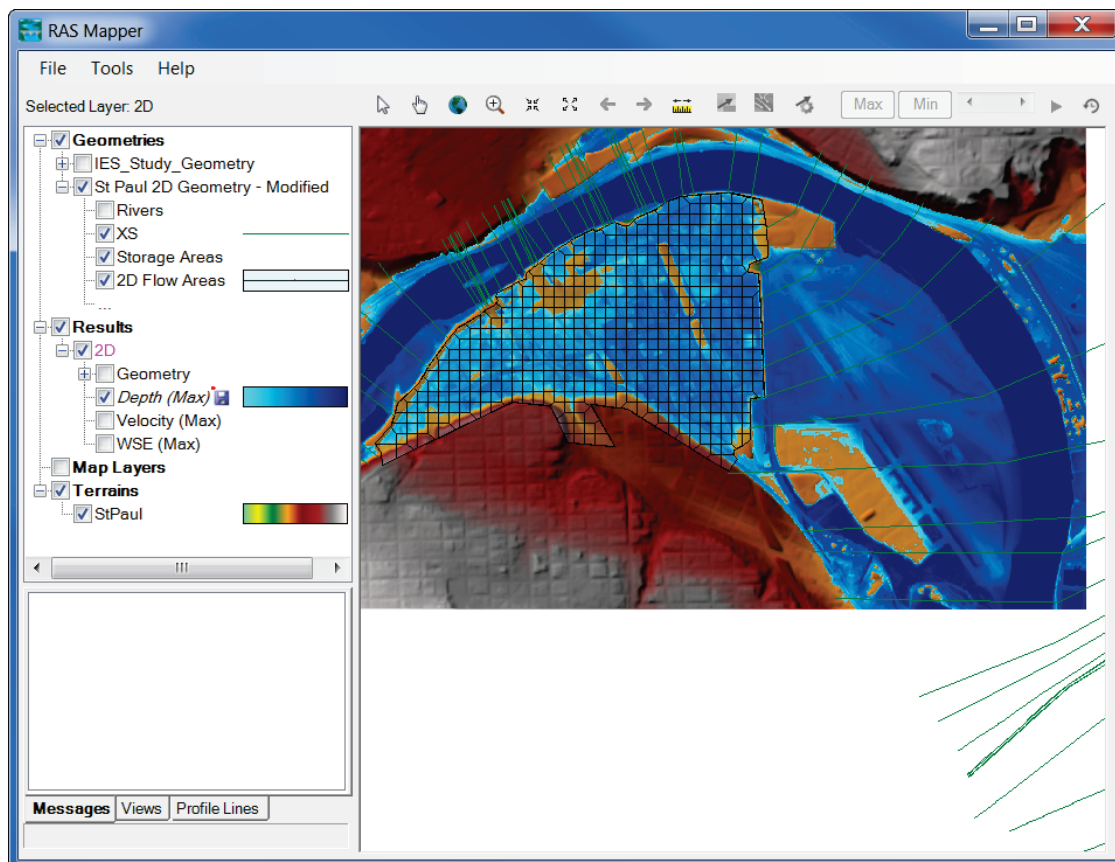 RAS Mapper
File Tools Help
Selected Layer: 2D
Max Min
Geometries
IES_Study_Geometry
St Paul 2D Geometry - Modified
Rivers
XS
Storage Areas
2D Flow Areas
...
Results
2D
Geometry
Depth (Max)
Velocity (Max)
WSE (Max)
Map Layers
Terrains
StPaul
Messages Views Profile Lines